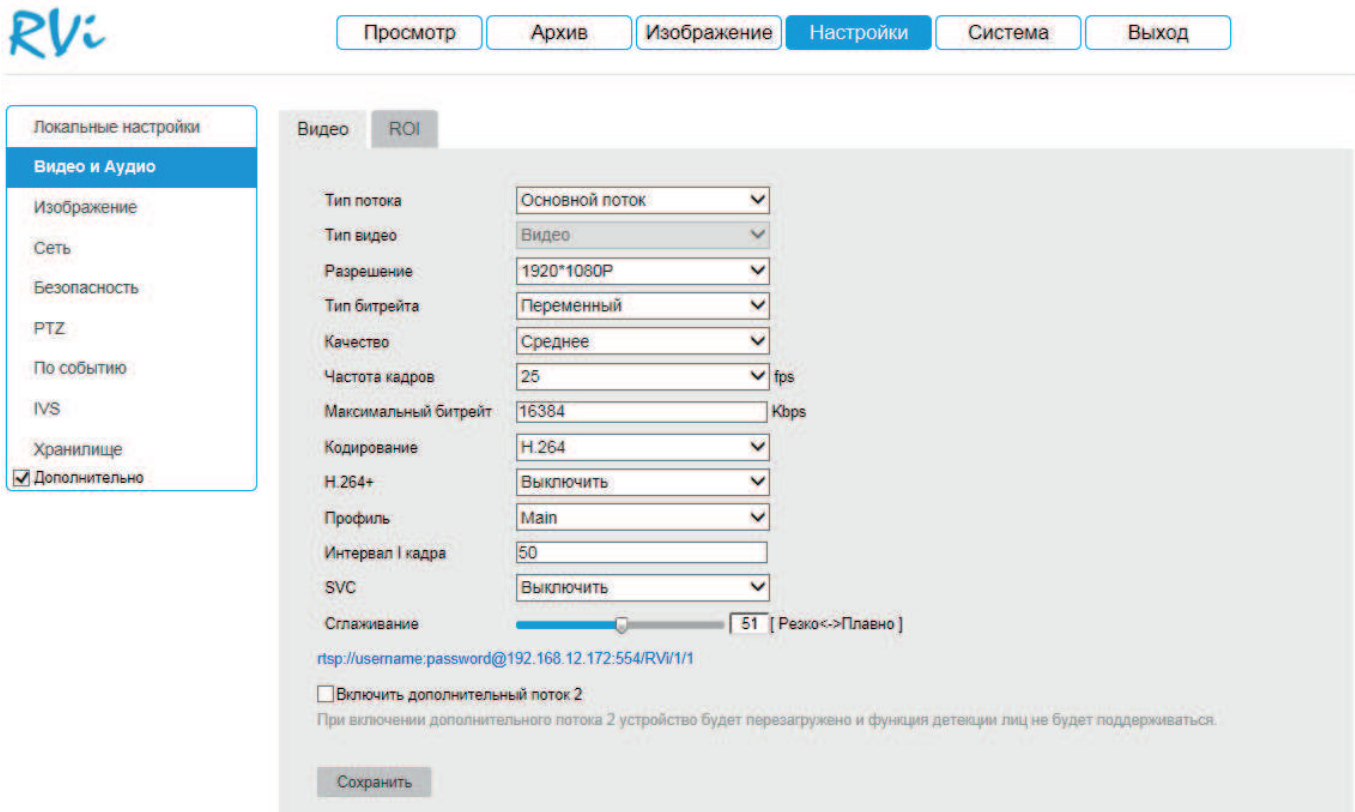 RVi
Просмотр Архив Изображение Настройки Система Выход
Локальные настройки
Видео и Аудио
Изображение
Сеть
Безопасность
PTZ
По событию
IVS
Хранилище
Дополнительно
Видео ROI
Тип потока Основной поток
Тип видео Видео
Разрешение 1920*1080P
Тип битрейта Переменный
Качество Среднее
Частота кадров 25 fps
Максимальный битрейт 16384 Kbps
Кодирование H.264
H.264+ Выключить
Профиль Main
Интервал I кадра 50
SVC Выключить
Сглаживание 51 [ Резко<->Плавно ]
rtsp://username:password@192.168.12.172:554/RVi/1/1
Включить дополнительный поток 2
При включении дополнительного потока 2 устройство будет перезагружено и функция детекции лиц не будет поддерживаться.
Сохранить